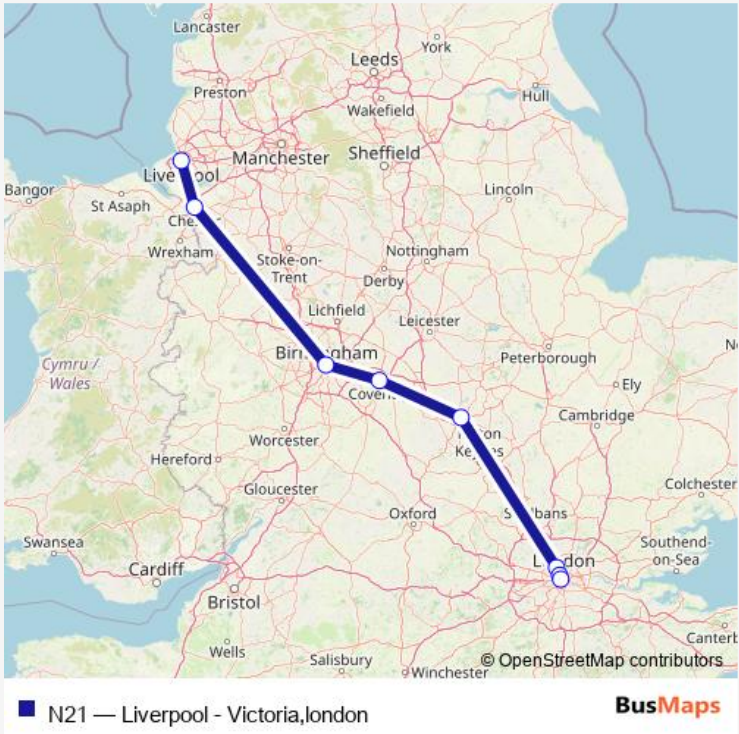 Lancaster
York
Leeds
Preston
Hull
Wakefield
Manchester
Sheffield
Bangor
St Asaph
Lincoln
Wrexham
Stoke-on-
Trent
Nottingham
Derby
Lichfield
Leicester
Peterborough
Cymru /
Wales
Ely
Cambridge
Worcester
Hereford
Gloucester
Colchester
Oxford
Swansea
Southend-
on-Sea
Cardiff
Bristol
Wells
Salisbury
Winchester
© OpenStreetMap contributors
N21 — Liverpool - Victoria,london
BusMaps